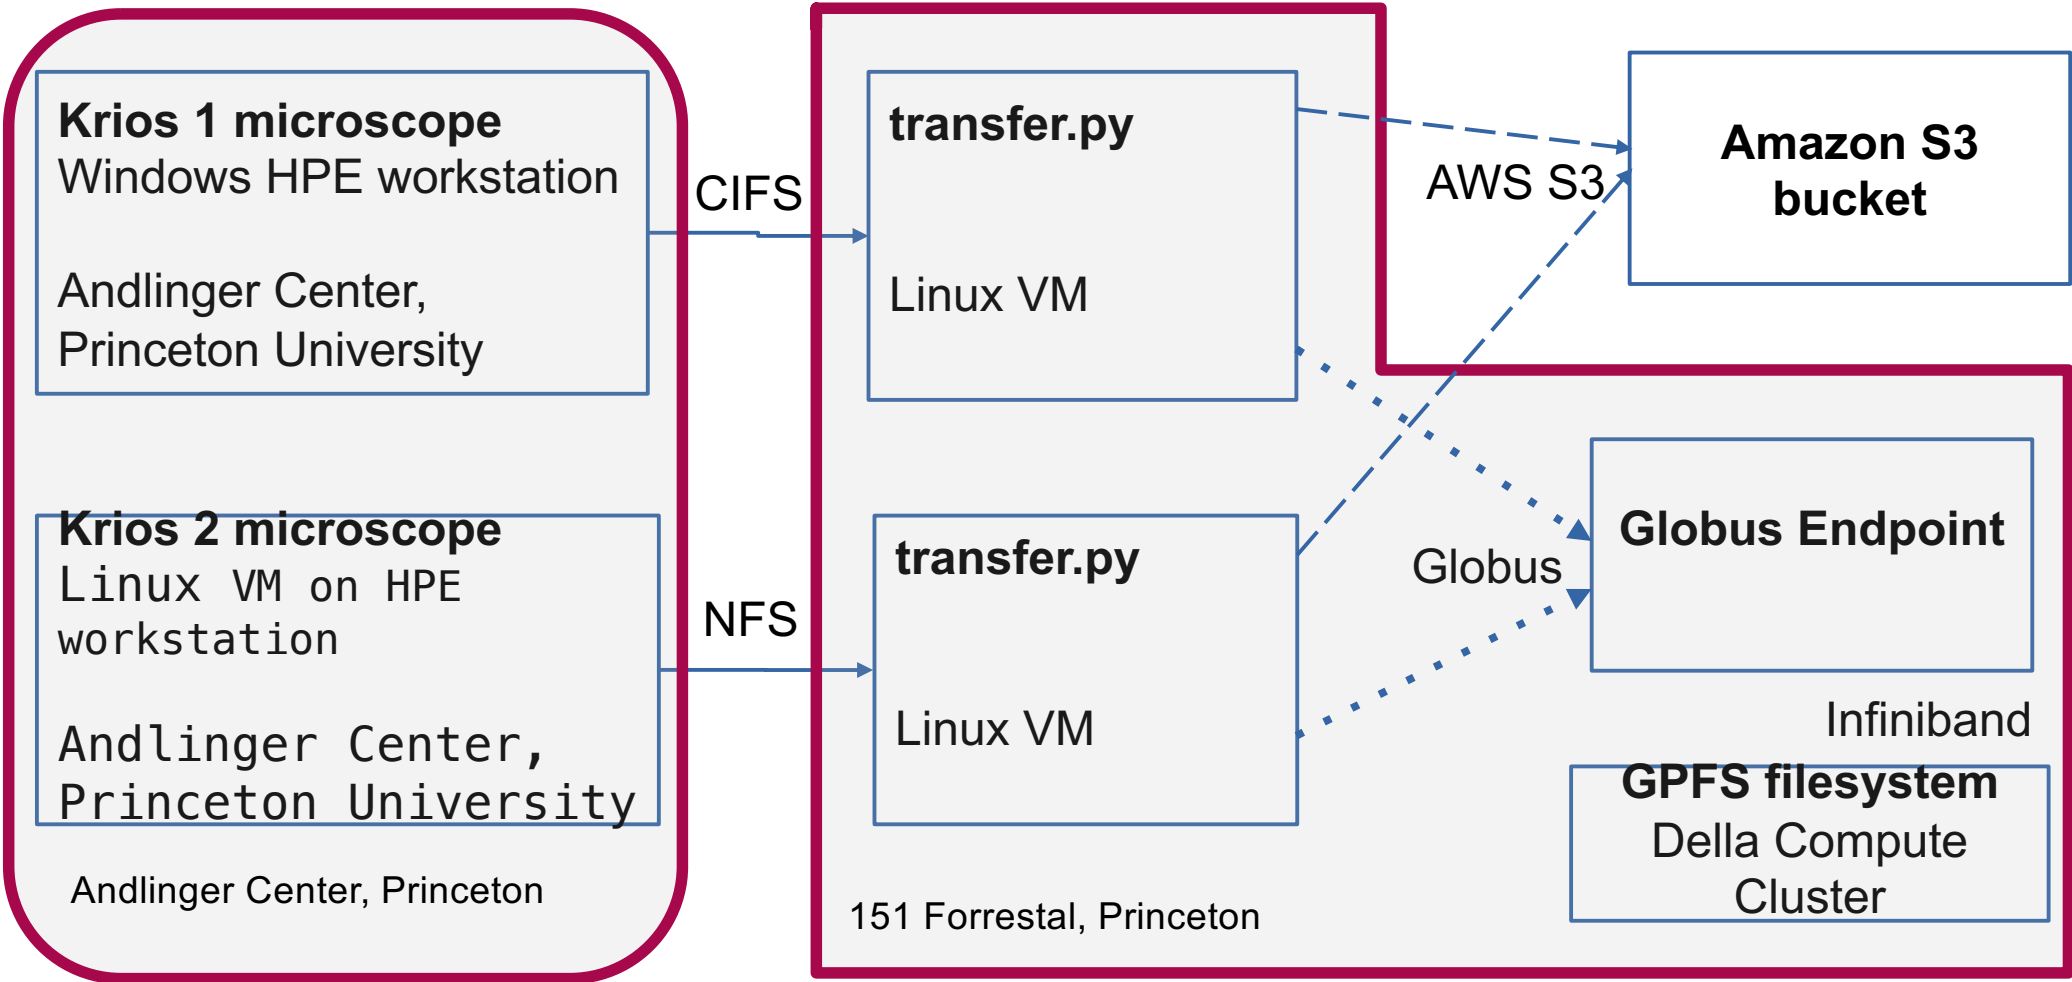 Krios 1 microscope
Windows HPE workstation
Andlinger Center,
Princeton University
Krios 2 microscope
Linux VM on HPE
workstation
Andlinger Center,
Princeton University
Andlinger Center, Princeton
CIFS
NFS
transfer.py
Linux VM
transfer.py
Linux VM
151 Forrestal, Princeton
AWS S3
Amazon S3
bucket
Globus
Globus Endpoint
Infiniband
GPFS filesystem
Della Compute
Cluster